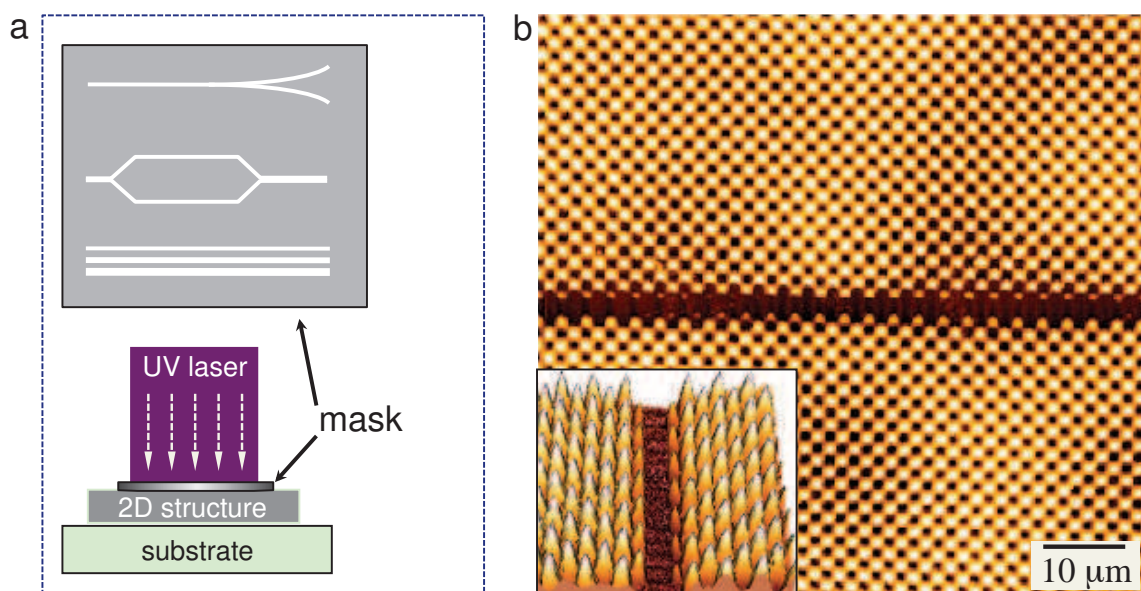 a
UV laser
mask
2D structure
substrate
b
10 µm